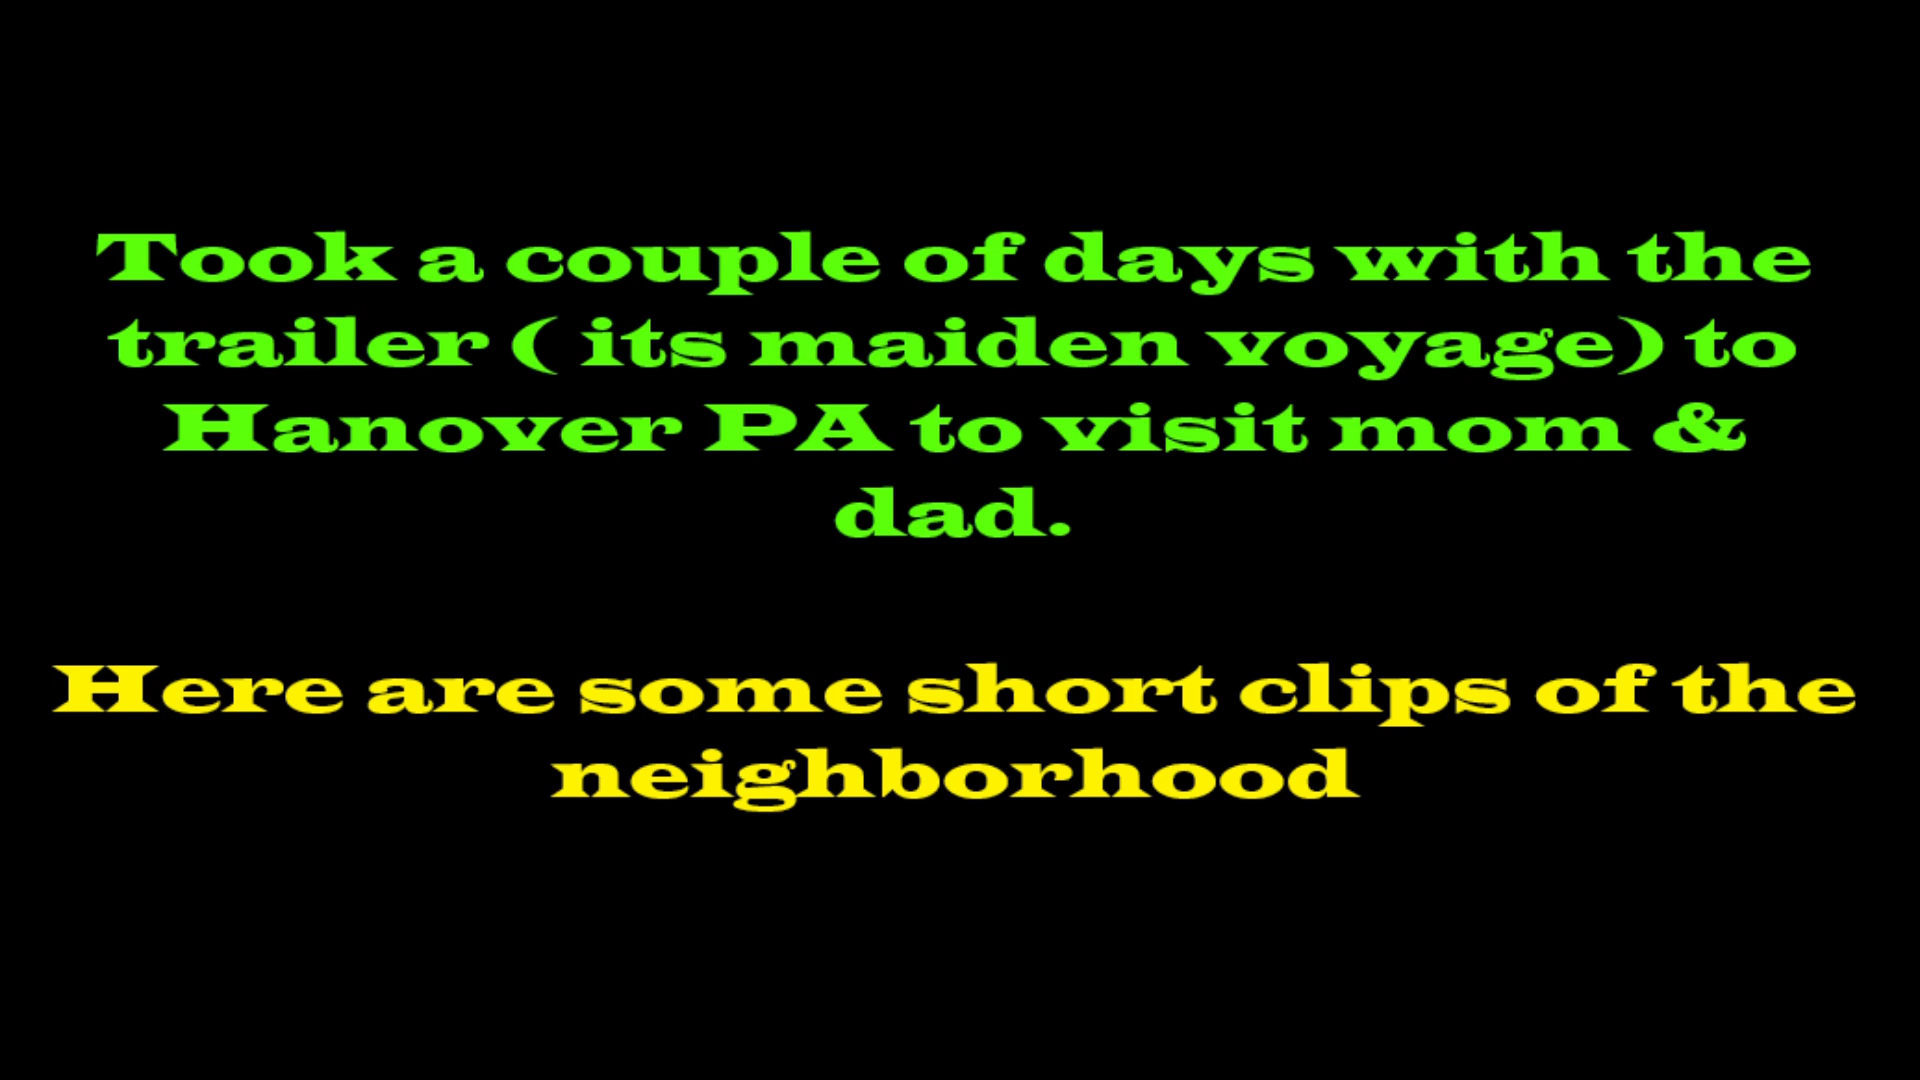 Took a couple of days with the
trailer ( its maiden voyage) to
Hanover PA to visit mom &
dad.
Here are some short clips of the
neighborhood